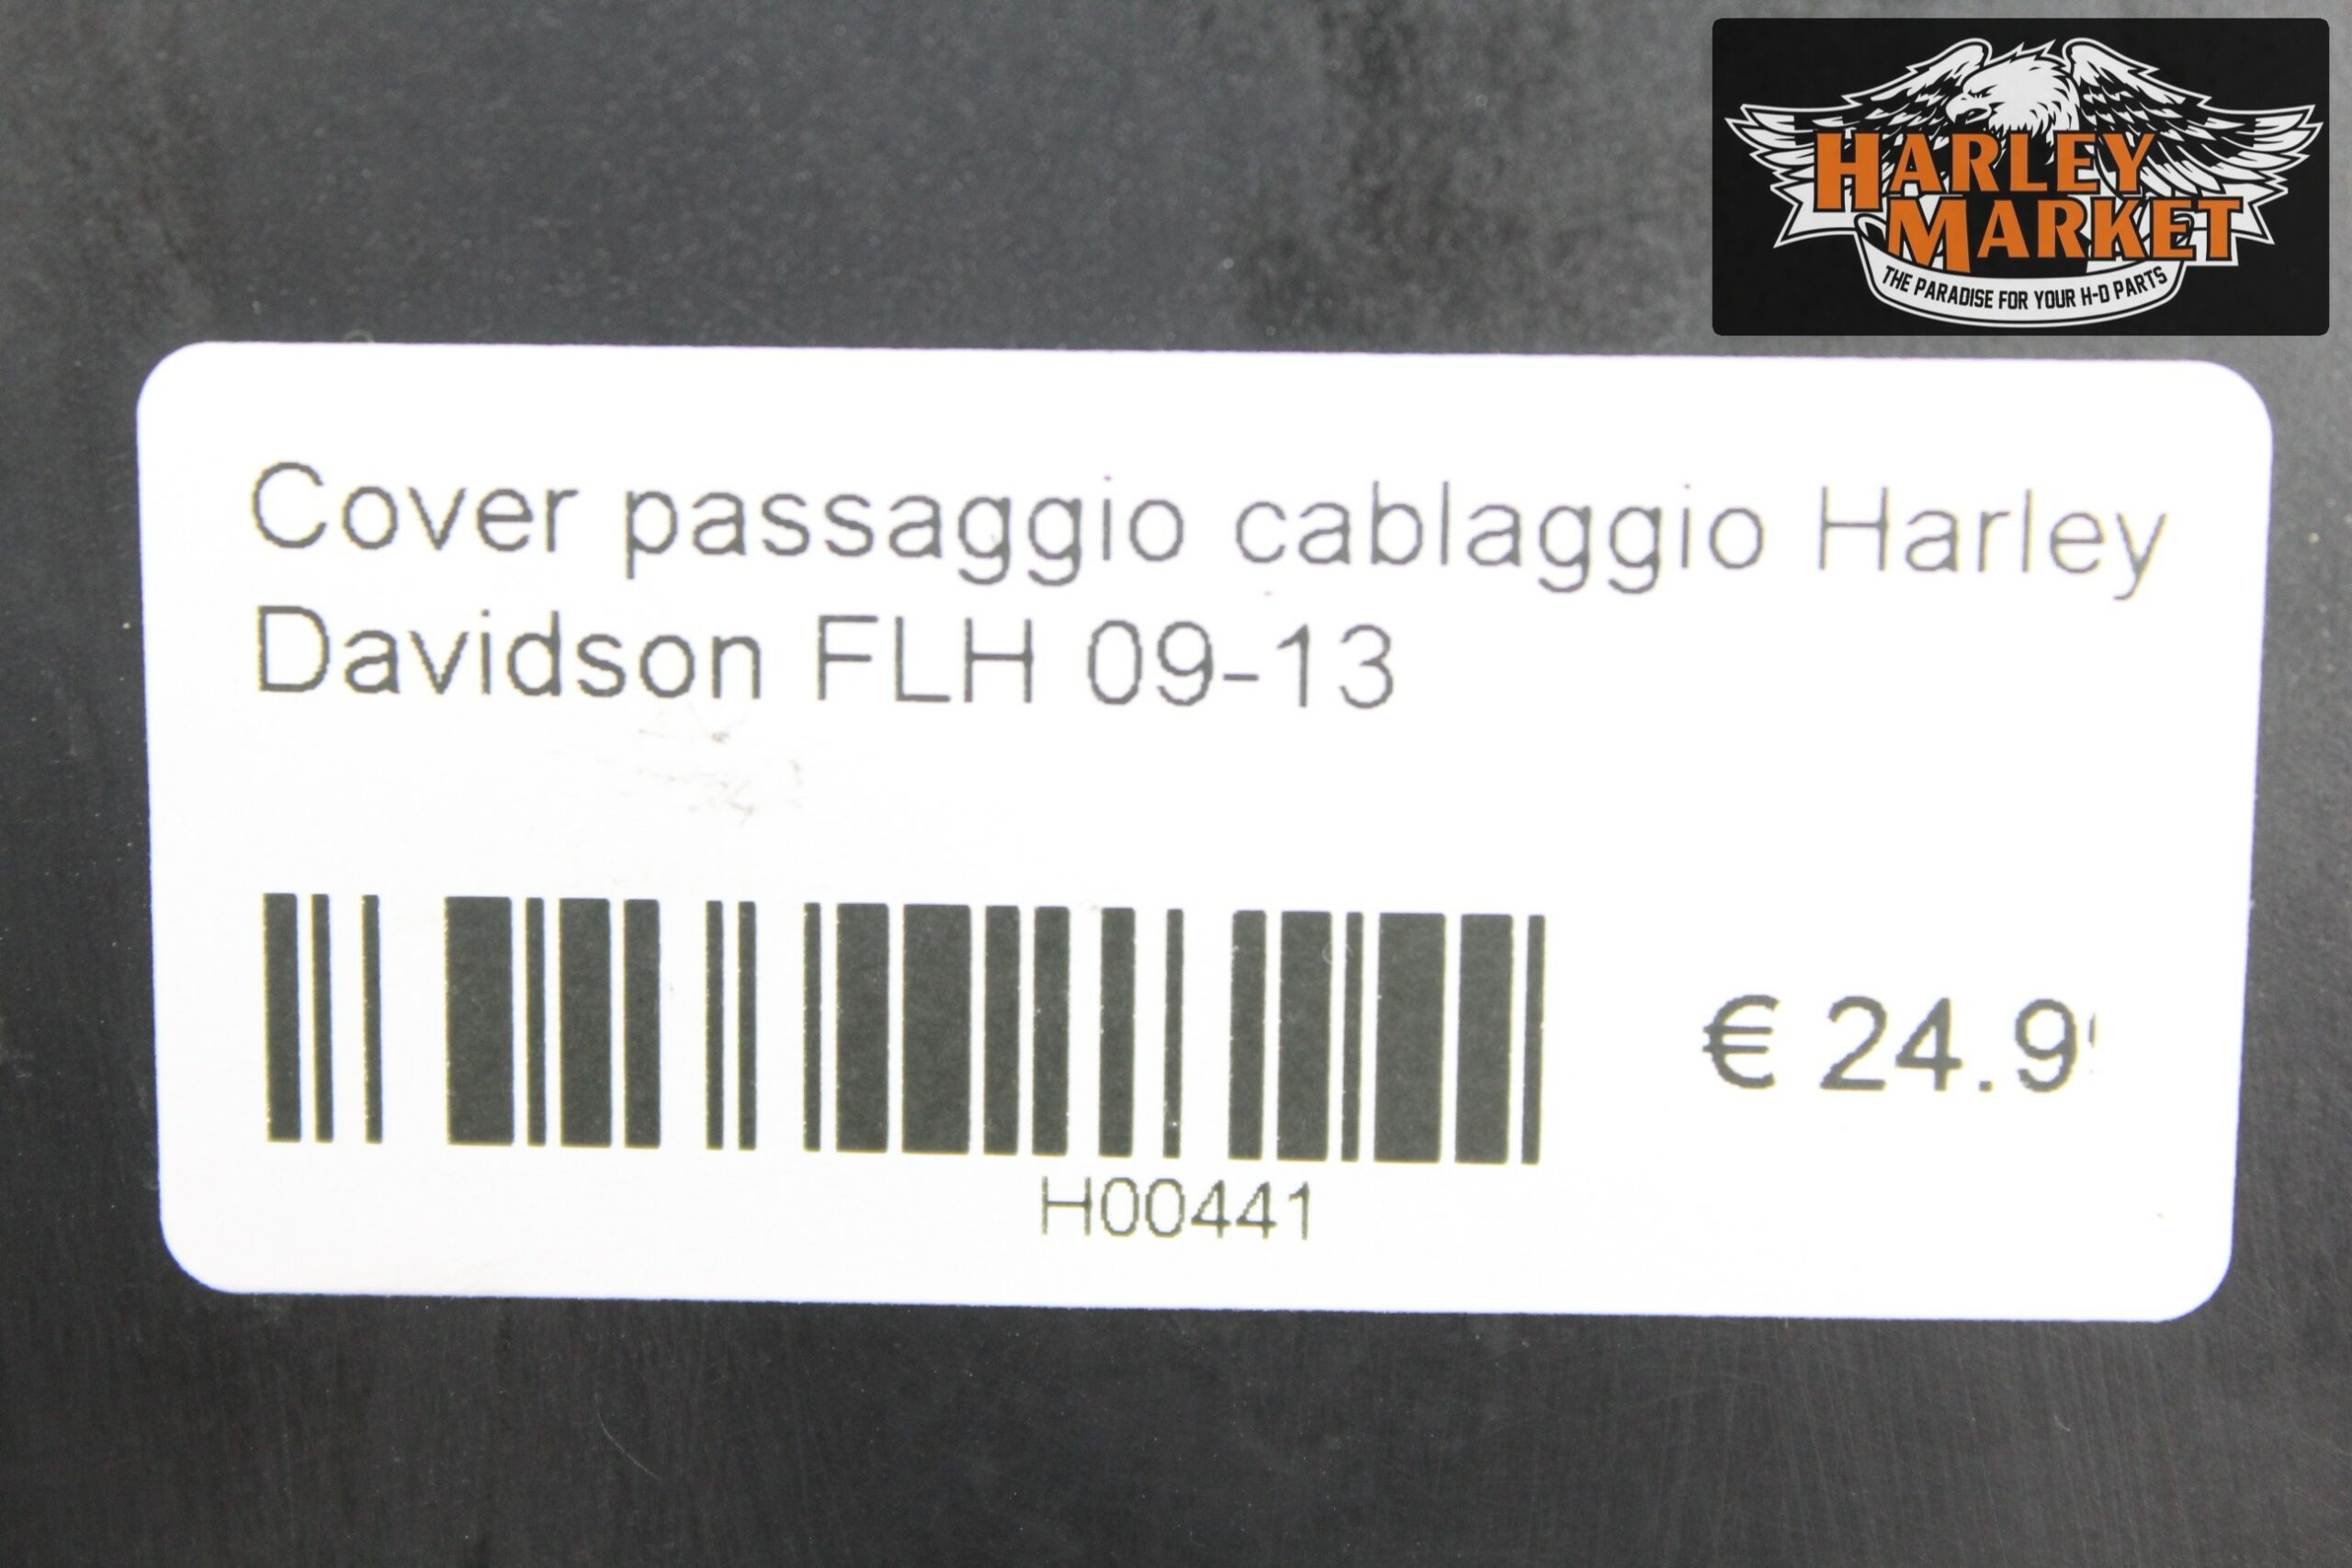 HARLEY
MARKET
THE PARADISE FOR YOUR H-D PARTS
Cover passaggio cablaggio Harley
Davidson FLH 09-13
€ 24.9
H00441